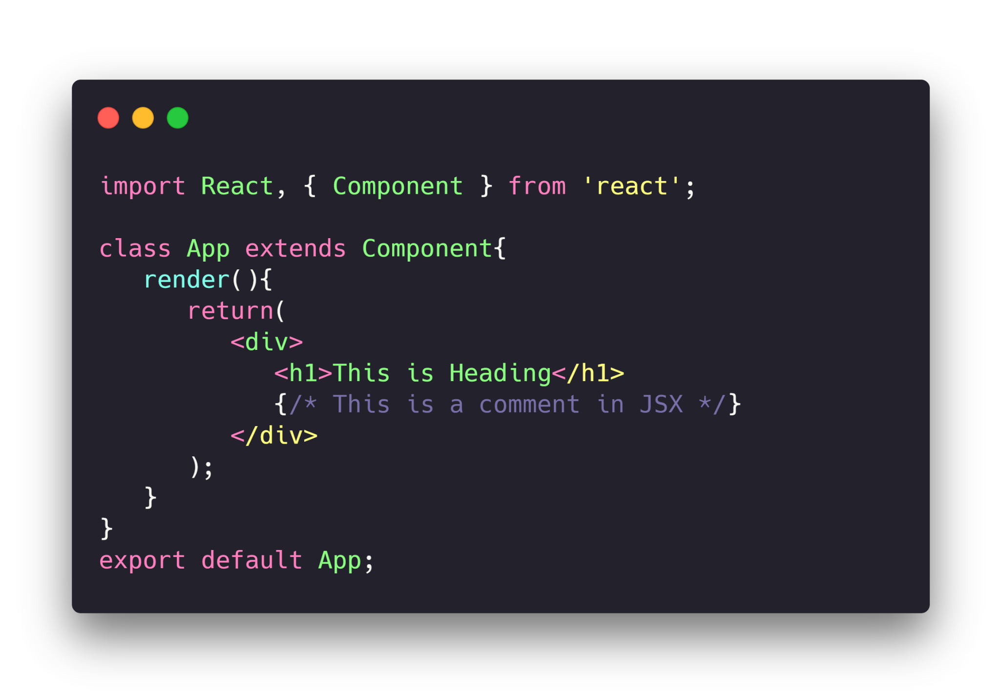 import React, { Component } from 'react';
class App extends Component{
render(){
return(
<div>
<h1>This is Heading</h1>
{/* This is a comment in JSX */}
</div>
);
}
}
export default App;